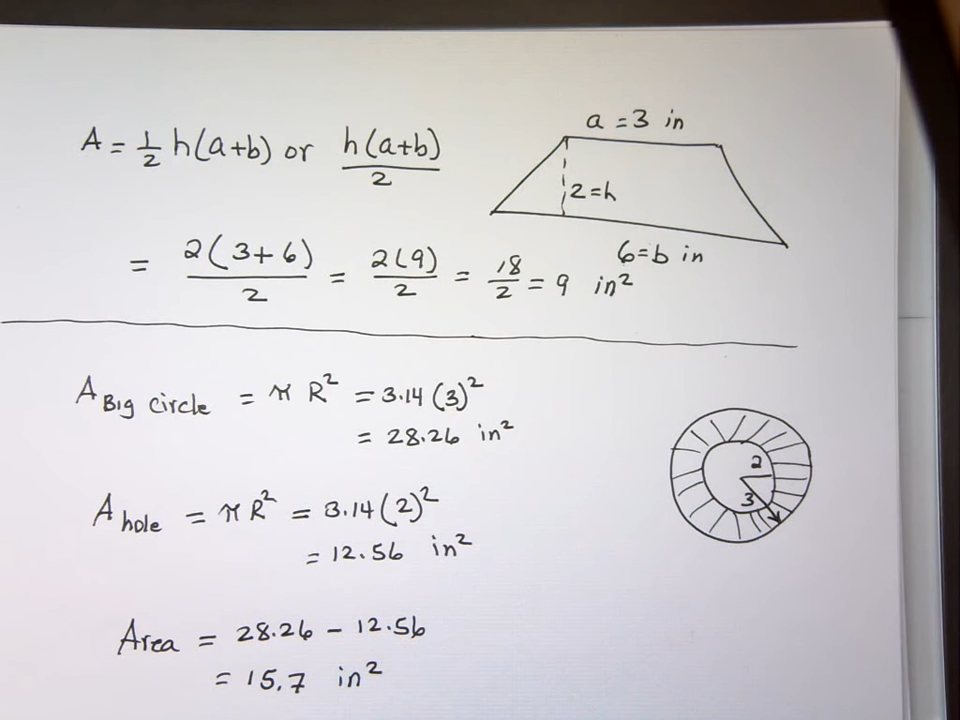 A = 1/2 h(a+b) or h(a+b)/2
a = 3 in
2 = h
6 = b in
= 2(3+6)/2 = 2(9)/2 = 18/2 = 9 in²
A Big circle = π R² = 3.14 (3)²
= 28.26 in²
2
3
A hole = π R² = 3.14 (2)²
= 12.56 in²
Area = 28.26 - 12.56
= 15.7 in²